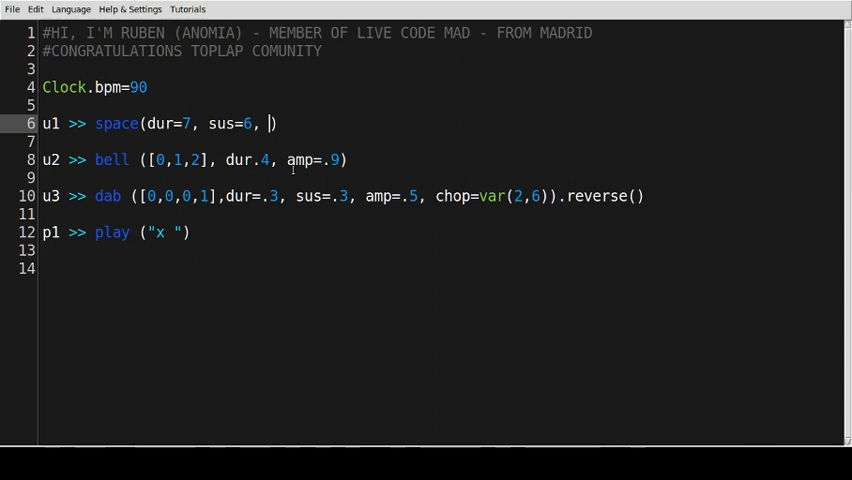 File Edit Language Help & Settings Tutorials
1 #HI, I'M RUBEN (ANOMIA) - MEMBER OF LIVE CODE MAD - FROM MADRID
2 #CONGRATULATIONS TOPLAP COMUNITY
3
4 Clock.bpm=90
5
6 u1 >> space(dur=7, sus=6, )
7
8 u2 >> bell ([0,1,2], dur.4, amp=.9)
9
10 u3 >> dab ([0,0,0,1],dur=.3, sus=.3, amp=.5, chop=var(2,6)).reverse()
11
12 p1 >> play ("x ")
13
14